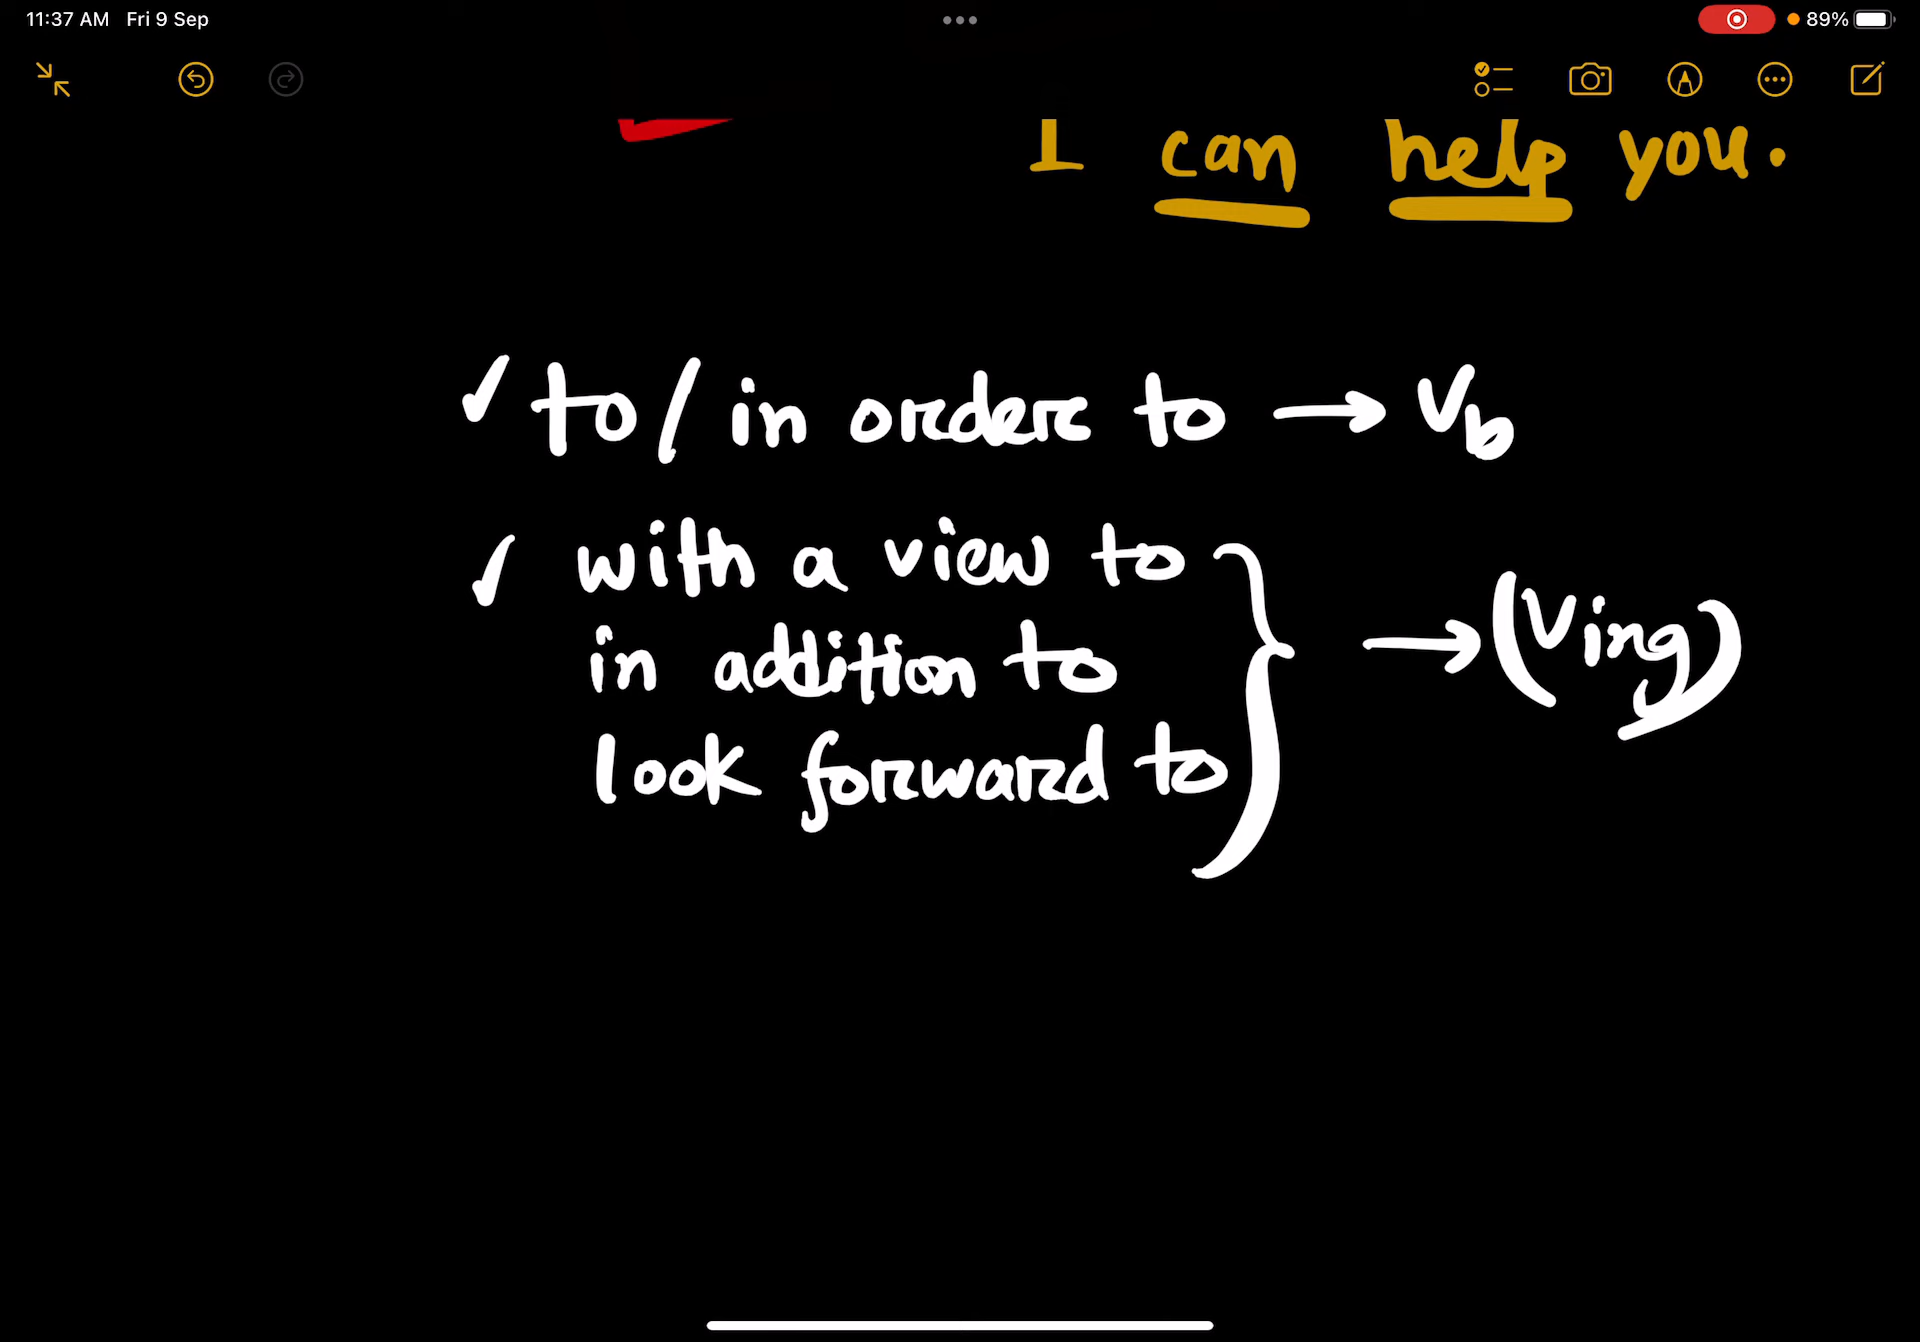 11:37 AM Fri 9 Sep 89%
I can help you.
✓ to / in order to → Vb
✓ with a view to
in addition to → (Ving)
look forward to